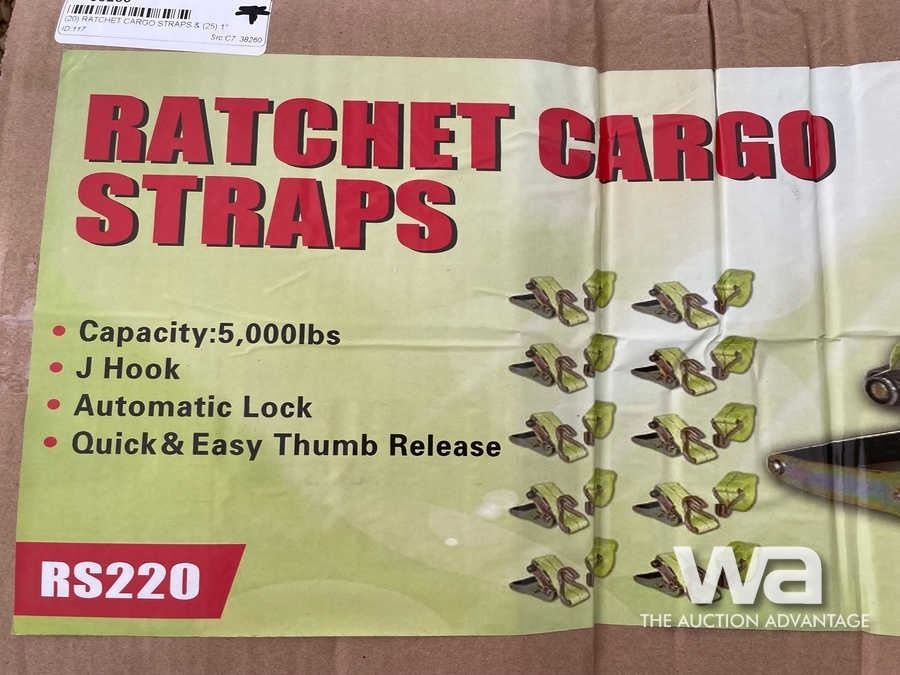 (20) RATCHET CARGO STRAPS & (25) 1"
ID:117
Src:C7 38260
RATCHET CARGO
STRAPS
• Capacity:5,000lbs
• J Hook
• Automatic Lock
• Quick & Easy Thumb Release
RS220
wa
THE AUCTION ADVANTAGE